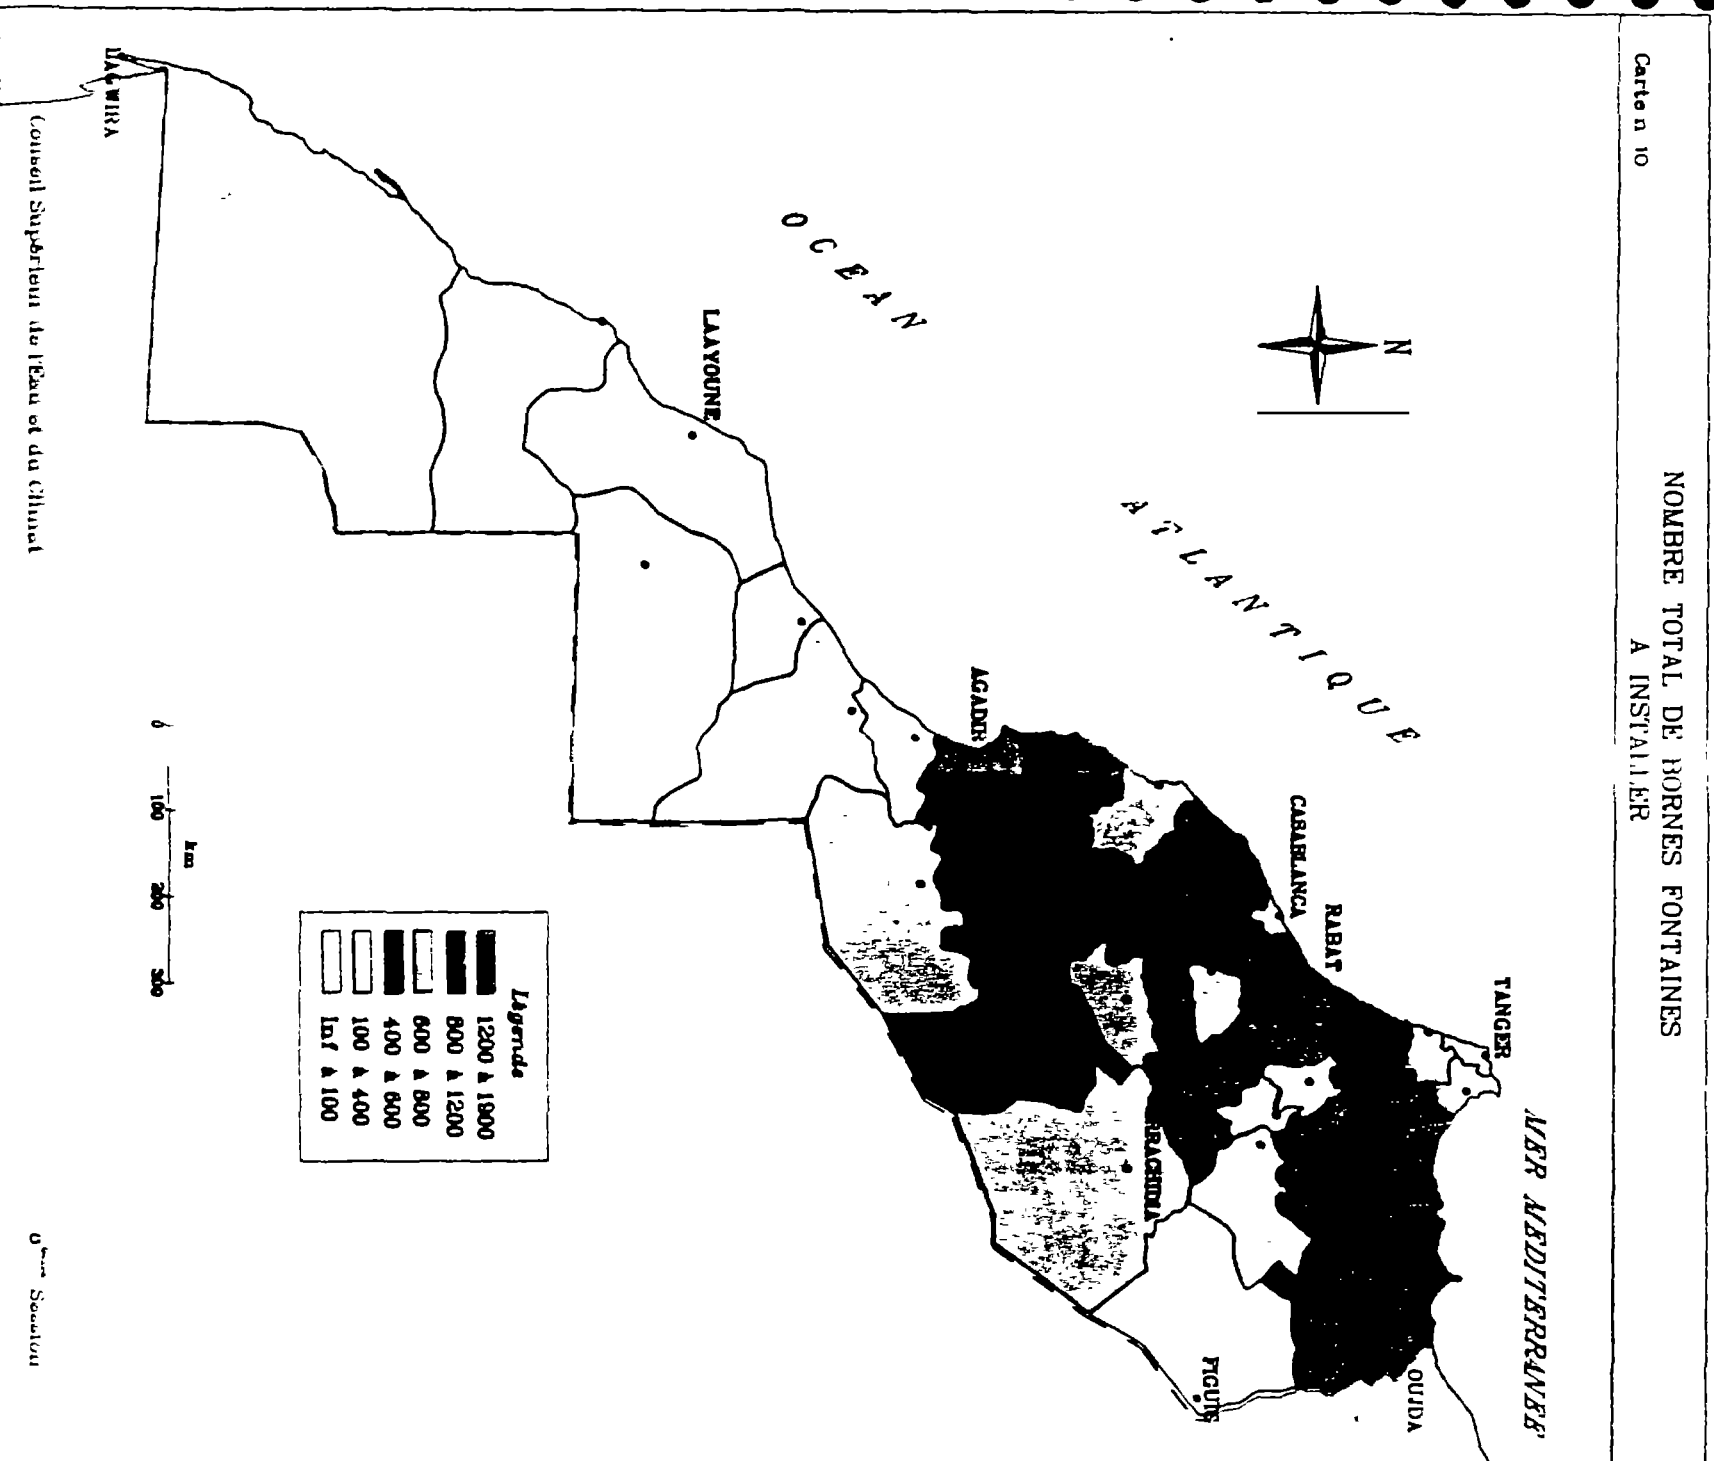 Carte n 10
NOMBRE TOTAL DE BORNES FONTAINES
A INSTALLER
N
OCEAN
ATLANTIQUE
MER MEDITERRANEE
TANGER
RABAT
CASABLANCA
OUJDA
FIGUIG
RRACHIDIA
AGADIR
LAAYOUNE
LAGWIRA
Légende
1200 à 1900
800 à 1200
600 à 800
400 à 600
100 à 400
Inf à 100
km
0 100 200 300
Conseil Supérieur de l'Eau et du Climat
Session